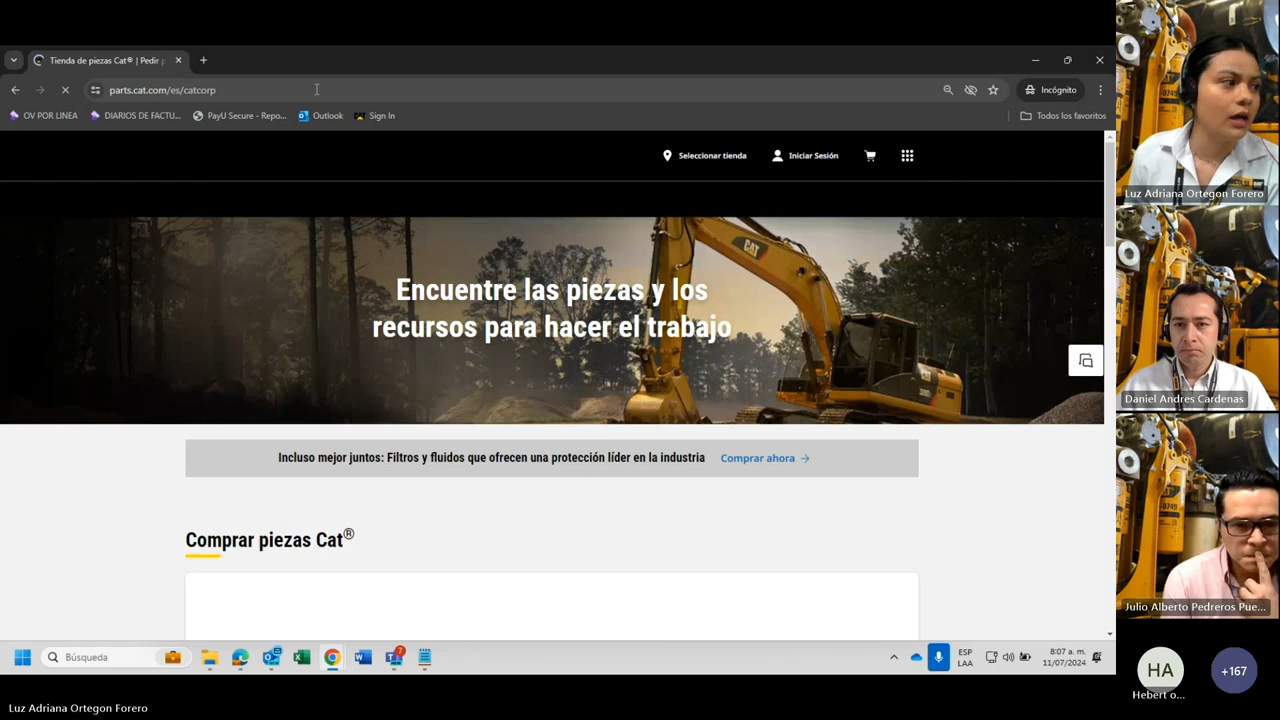 Tienda de piezas Cat® | Pedir p
parts.cat.com/es/catcorp
Incógnito
OV POR LINEA
DIARIOS DE FACTU...
PayU Secure - Repo...
Outlook
Sign In
Todos los favoritos
Seleccionar tienda
Iniciar Sesión
CAT
Encuentre las piezas y los
recursos para hacer el trabajo
Incluso mejor juntos: Filtros y fluidos que ofrecen una protección líder en la industria
Comprar ahora →
Comprar piezas Cat®
Búsqueda
7
ESP
LAA
8:07 a. m.
11/07/2024
Luz Adriana Ortegon Forero
Luz Adriana Ortegon Forero
Daniel Andres Cardenas
Julio Alberto Pedreros Pue...
HA
Hebert o...
+167